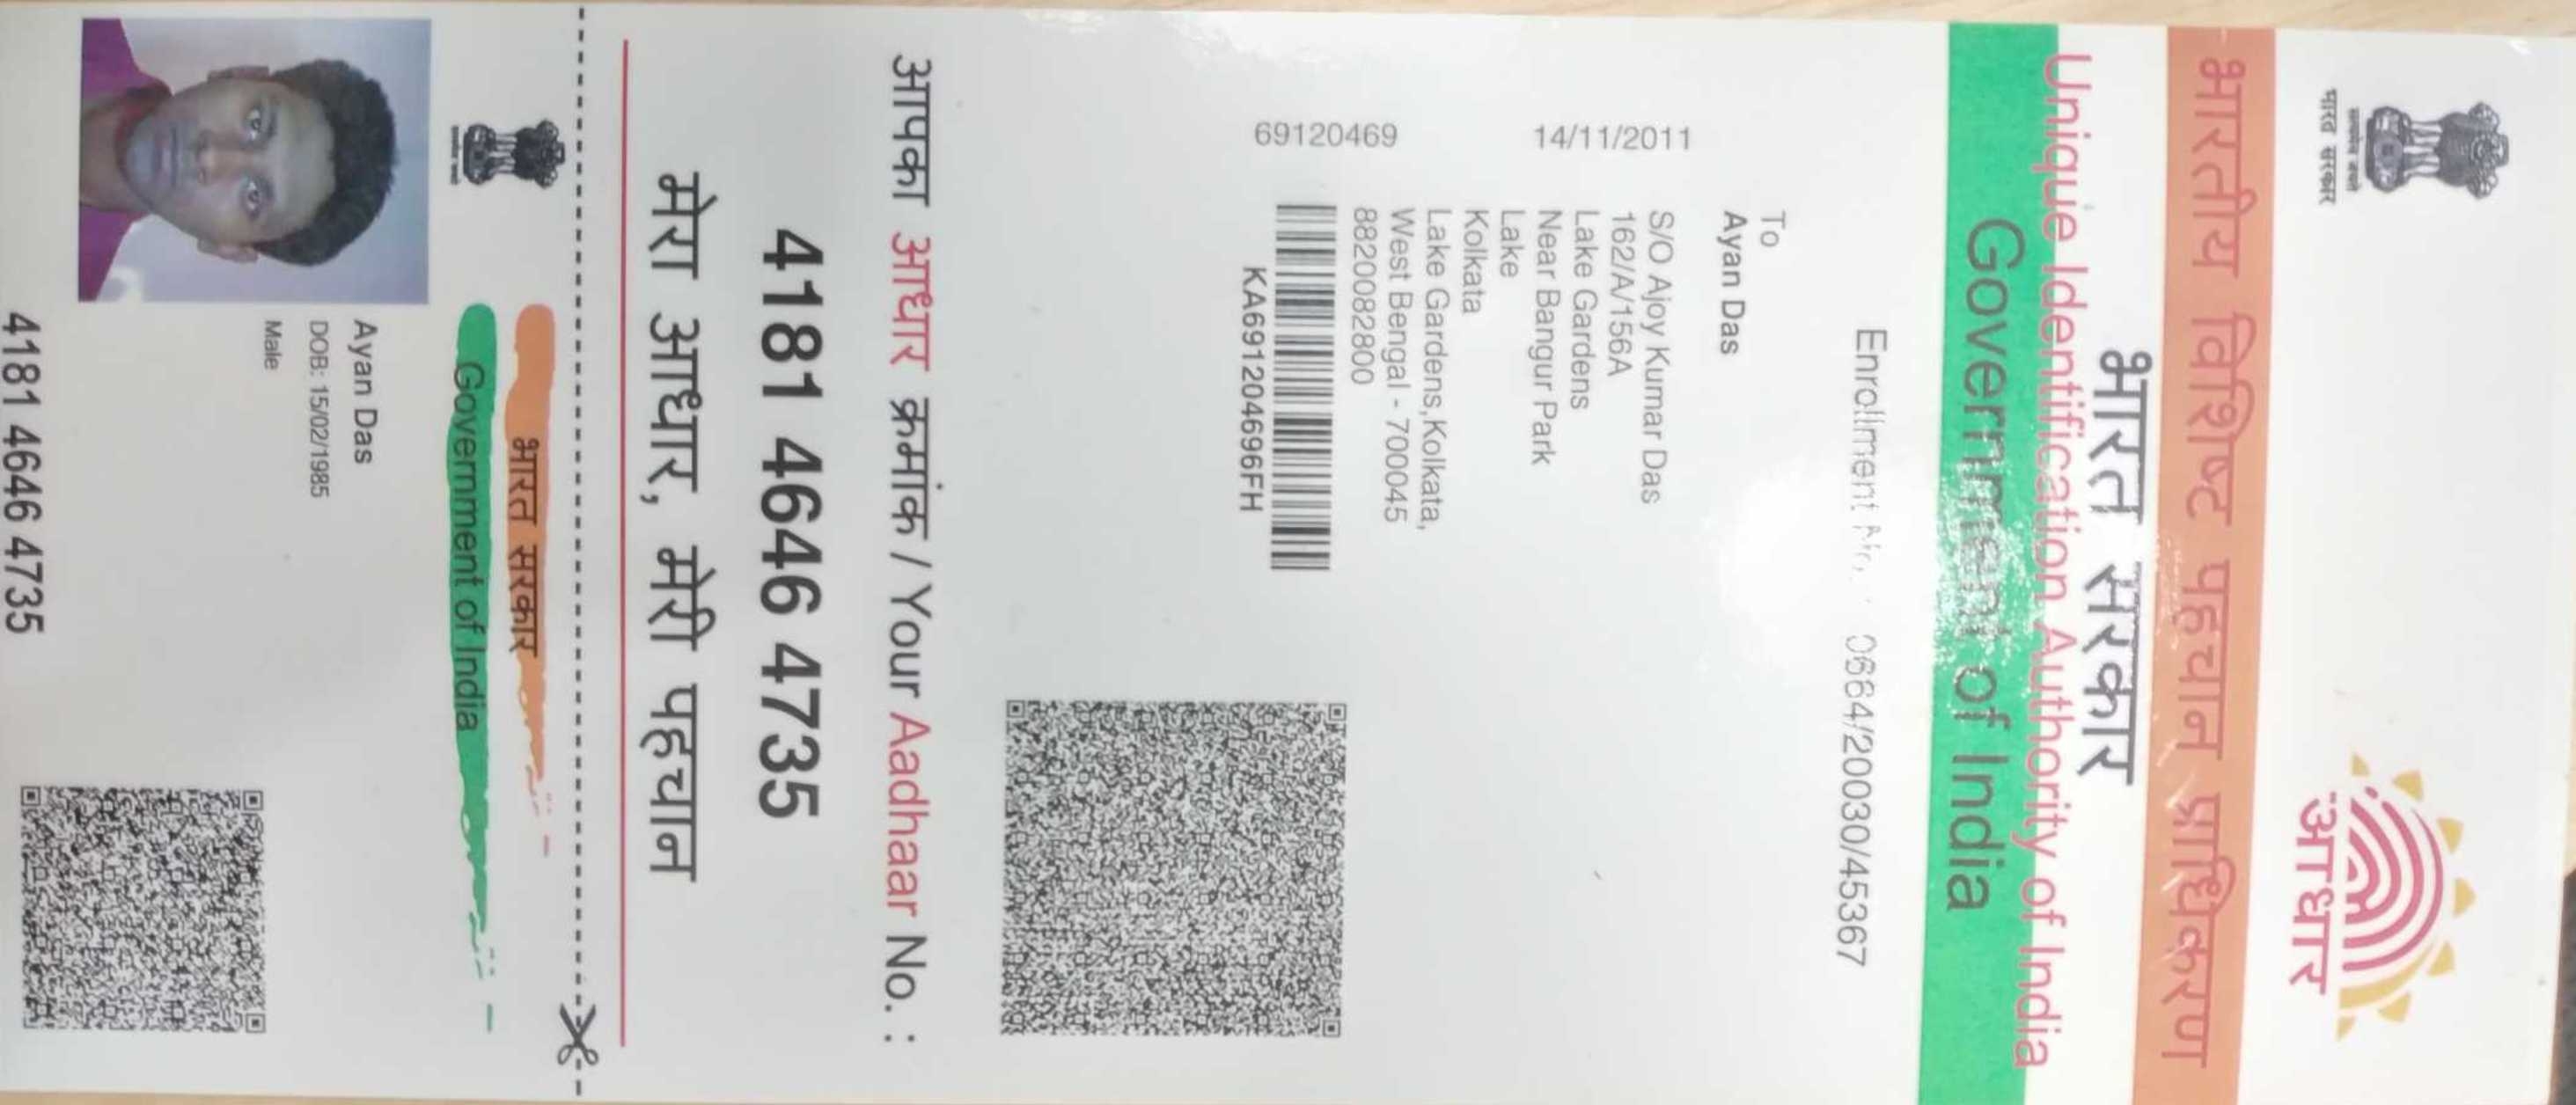 सत्यमेव जयते
भारत सरकार
आधार
भारतीय विशिष्ट पहचान प्राधिकरण
भारत सरकार
Unique Identification Authority of India
Government of India
Enrollment No. :
To
Ayan Das
S/O Ajoy Kumar Das
162/A/156A
Lake Gardens
Near Bangur Park
Lake
Kolkata
Lake Gardens,Kolkata,
West Bengal - 700045
8820082800
14/11/2011
69120469
KA691204696FH
आपका आधार क्रमांक / Your Aadhaar No. :
4181 4646 4735
मेरा आधार, मेरी पहचान
भारत सरकार
Government of India
Ayan Das
DOB: 15/02/1985
Male
4181 4646 4735